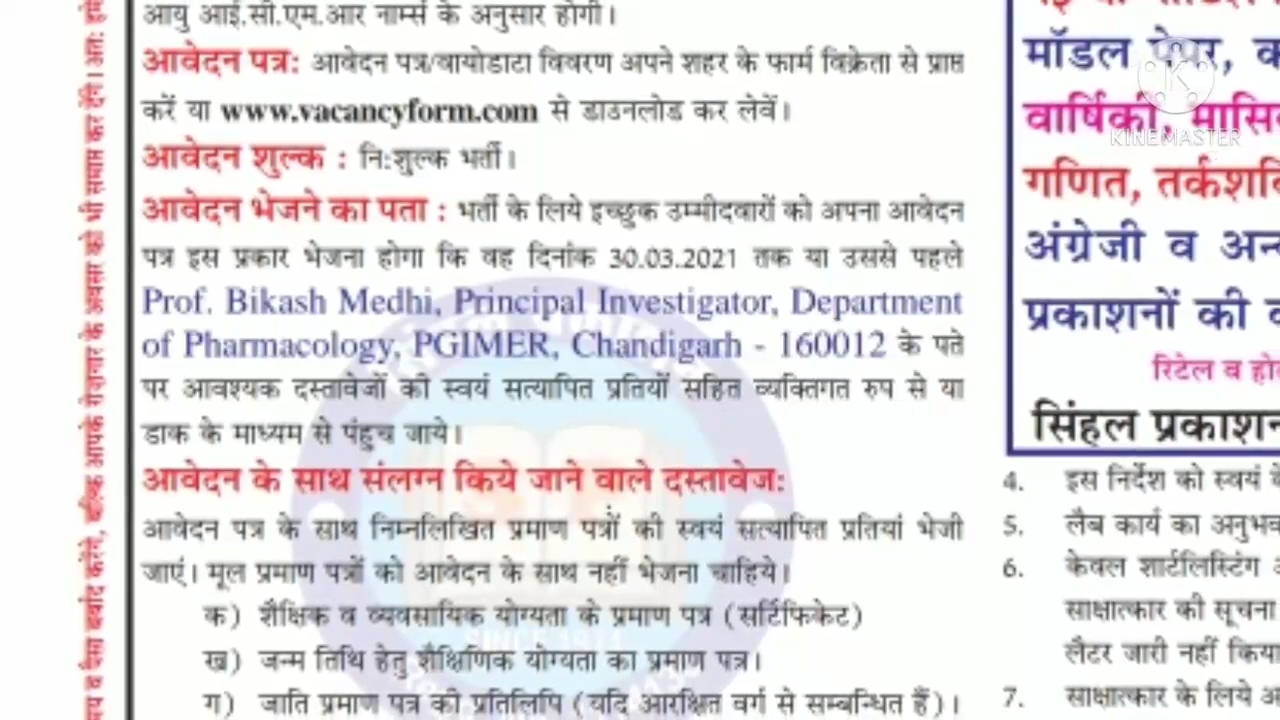 आयु आई.सी.एम.आर नार्म्स के अनुसार होगी।
आवेदन पत्र: आवेदन पत्र/बायोडाटा विवरण अपने शहर के फार्म विक्रेता से प्राप्त
करें या www.vacancyform.com से डाउनलोड कर लेवें।
आवेदन शुल्क : नि:शुल्क भर्ती।
आवेदन भेजने का पता : भर्ती के लिये इच्छुक उम्मीदवारों को अपना आवेदन
पत्र इस प्रकार भेजना होगा कि वह दिनांक 30.03.2021 तक या उससे पहले
Prof. Bikash Medhi, Principal Investigator, Department
of Pharmacology, PGIMER, Chandigarh - 160012 के पते
पर आवश्यक दस्तावेजों की स्वयं सत्यापित प्रतियों सहित व्यक्तिगत रुप से या
डाक के माध्यम से पंहुच जाये।
आवेदन के साथ संलग्न किये जाने वाले दस्तावेज:
आवेदन पत्र के साथ निम्नलिखित प्रमाण पत्रों की स्वयं सत्यापित प्रतियां भेजी
जाएं। मूल प्रमाण पत्रों को आवेदन के साथ नहीं भेजना चाहिये।
क) शैक्षिक व व्यवसायिक योग्यता के प्रमाण पत्र (सर्टिफिकेट)
ख) जन्म तिथि हेतु शैक्षिणिक योग्यता का प्रमाण पत्र।
ग) जाति प्रमाण पत्र की प्रतिलिपि (यदि आरक्षित वर्ग से सम्बन्धित हैं)।
मॉडल पेपर,
वार्षिकी,
गणित,
अंग्रेजी व
प्रकाशनों की
रिटेल व
सिंहल प्रकाशन
4. इस निर्देश को स्वयं
5. लैब कार्य का
6. केवल शार्टलिस्टिंग
साक्षात्कार की सूचना
लैटर जारी नहीं
7. साक्षात्कार के लिये
KINEMASTER
SINCE 1974